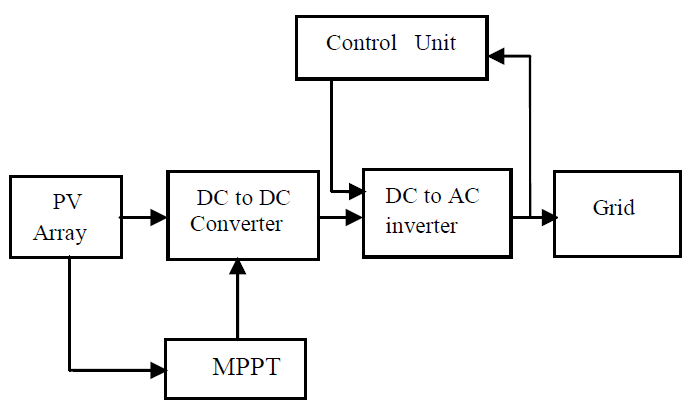 Control Unit
PV
Array
DC to DC
Converter
DC to AC
inverter
Grid
MPPT